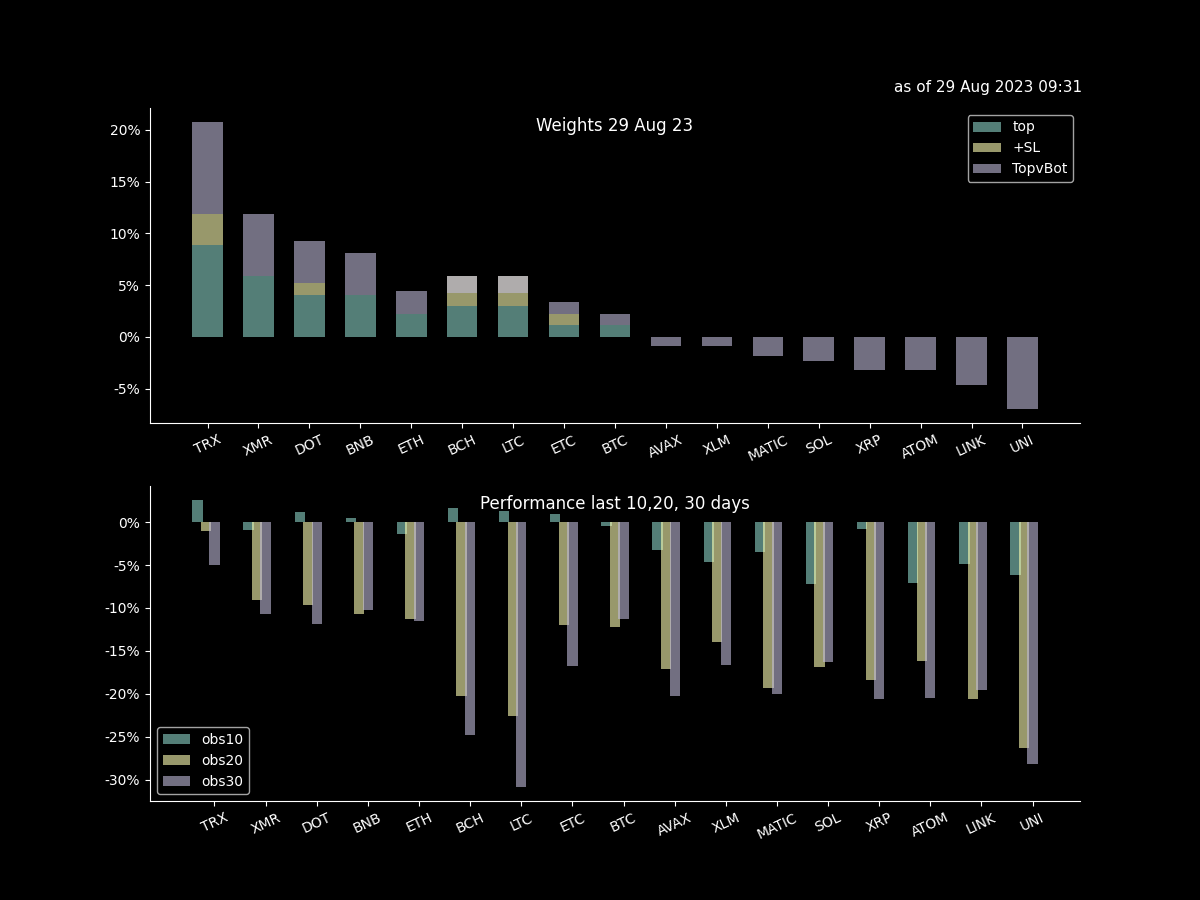 as of 29 Aug 2023 09:31
Weights 29 Aug 23
top
+SL
TopvBot
20%
15%
10%
5%
0%
-5%
TRX XMR DOT BNB ETH BCH LTC ETC BTC AVAX XLM MATIC SOL XRP ATOM LINK UNI
Performance last 10,20, 30 days
0%
-5%
-10%
-15%
-20%
-25%
-30%
obs10
obs20
obs30
TRX XMR DOT BNB ETH BCH LTC ETC BTC AVAX XLM MATIC SOL XRP ATOM LINK UNI